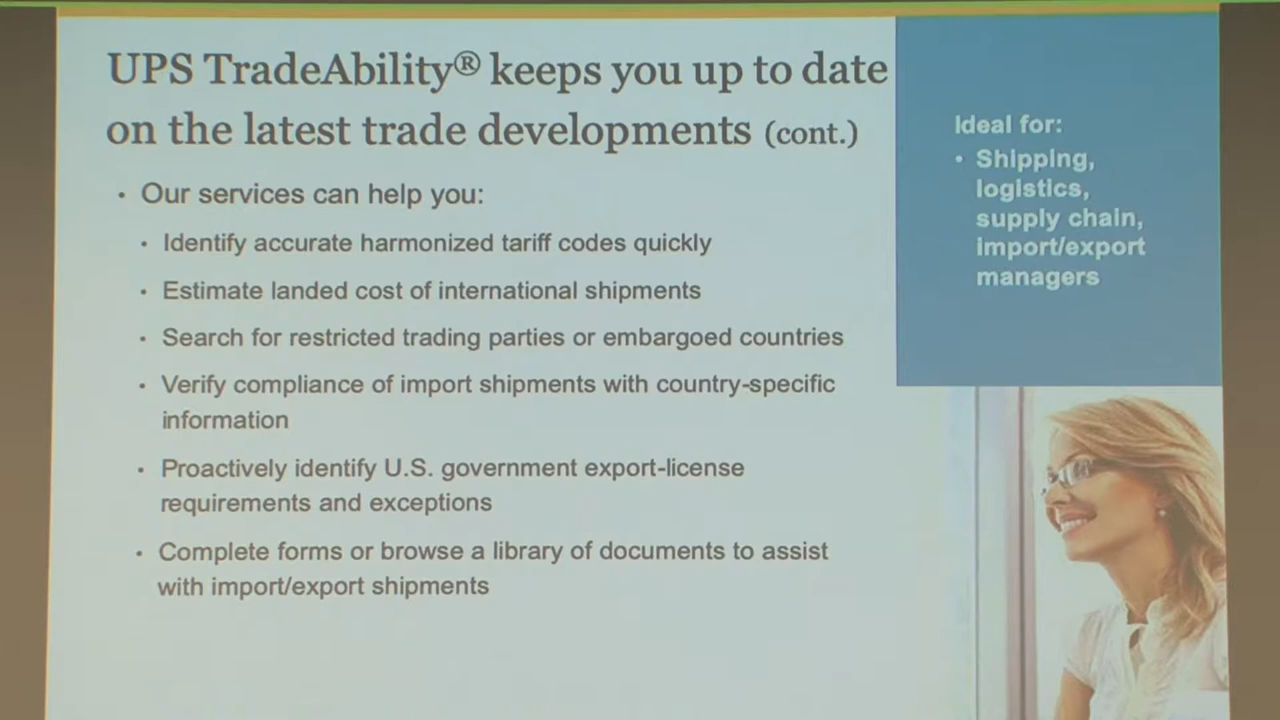 UPS TradeAbility® keeps you up to date
on the latest trade developments (cont.)
• Our services can help you:
• Identify accurate harmonized tariff codes quickly
• Estimate landed cost of international shipments
• Search for restricted trading parties or embargoed countries
• Verify compliance of import shipments with country-specific
information
• Proactively identify U.S. government export-license
requirements and exceptions
• Complete forms or browse a library of documents to assist
with import/export shipments
Ideal for:
• Shipping,
logistics,
supply chain,
import/export
managers